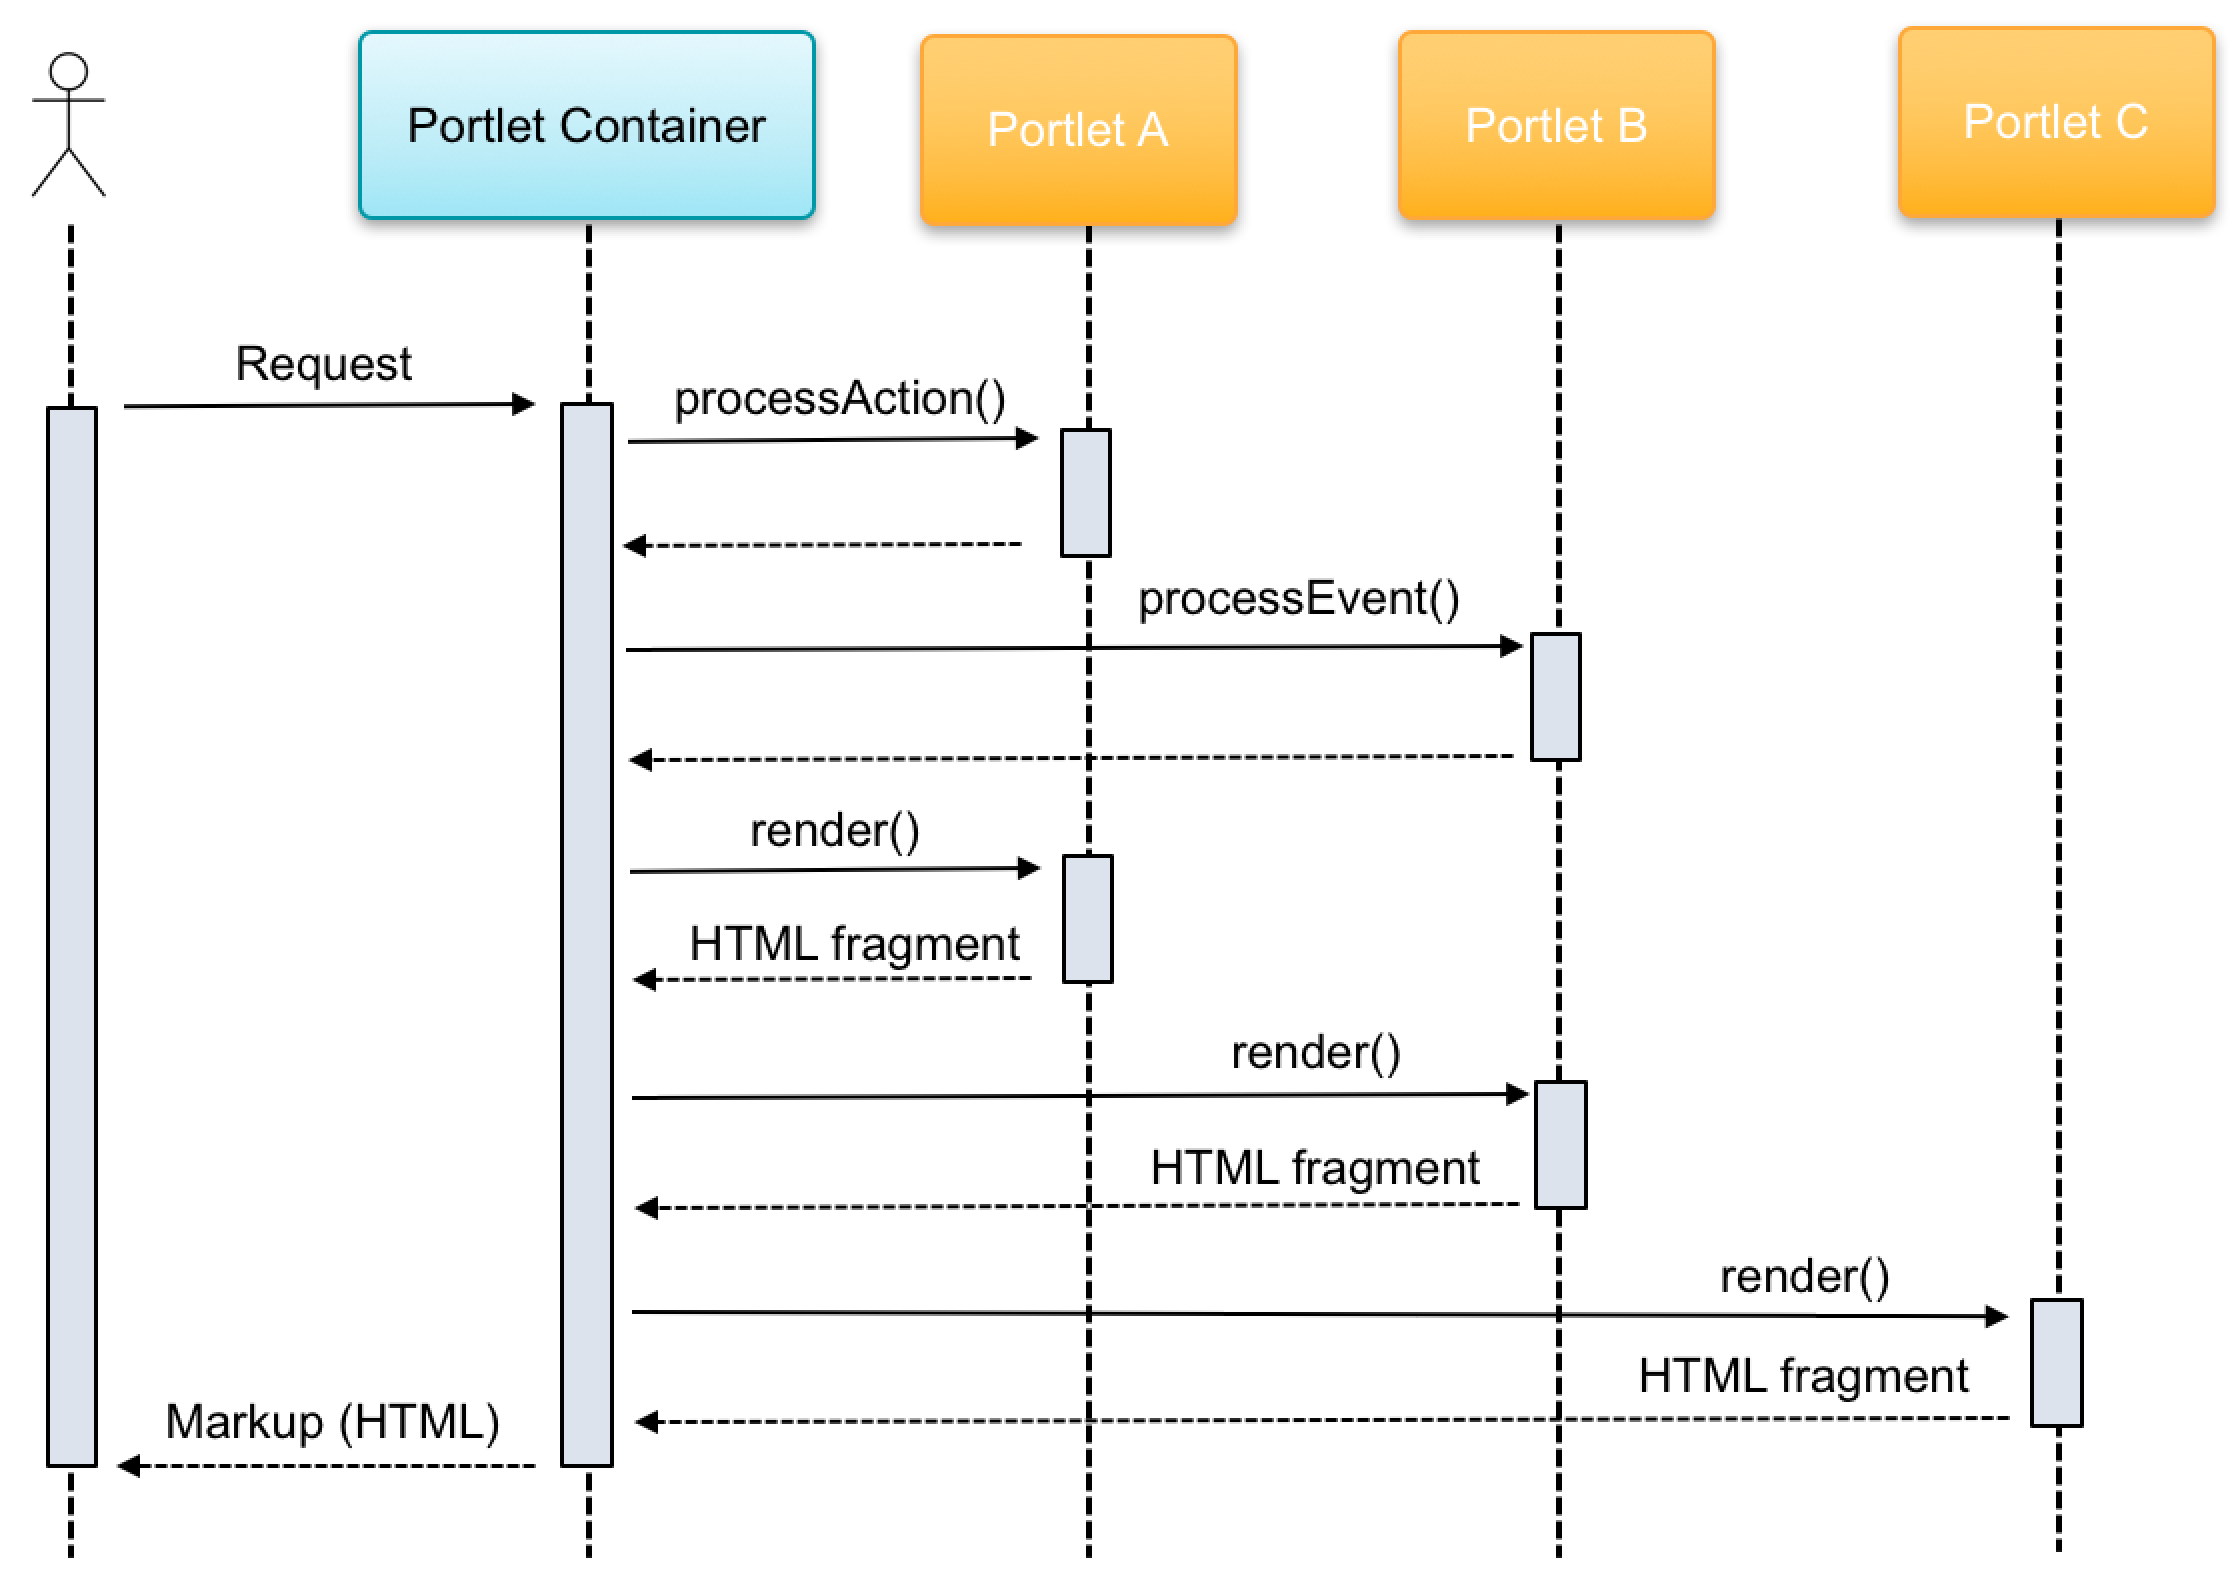 Portlet Container
Portlet A
Portlet B
Portlet C
Request
processAction()
processEvent()
render()
HTML fragment
render()
HTML fragment
render()
HTML fragment
Markup (HTML)